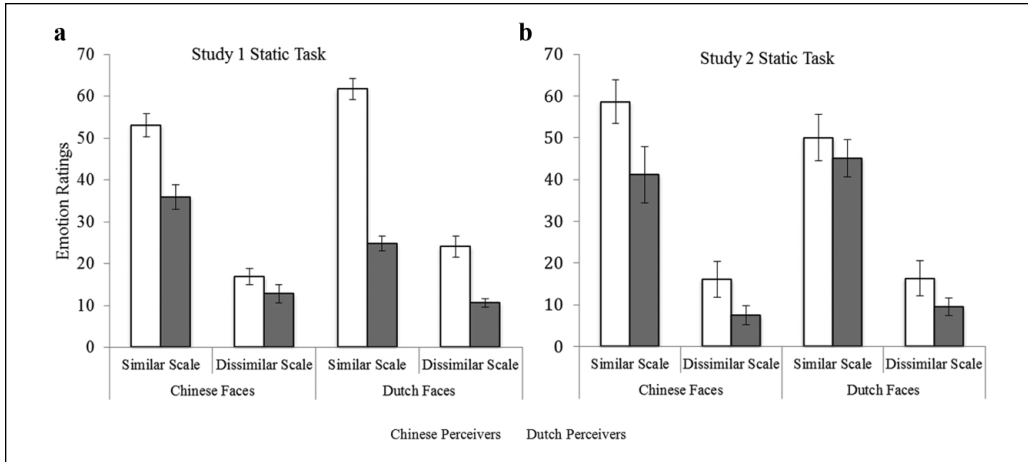 a
Study 1 Static Task
Emotion Ratings
70
60
50
40
30
20
10
0
Similar Scale Dissimilar Scale Similar Scale Dissimilar Scale
Chinese Faces Dutch Faces
b
Study 2 Static Task
70
60
50
40
30
20
10
0
Similar Scale Dissimilar Scale Similar Scale Dissimilar Scale
Chinese Faces Dutch Faces
Chinese Perceivers Dutch Perceivers